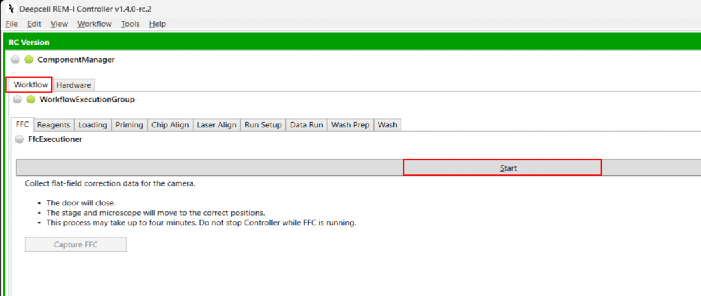 Deepcell REM-I Controller v1.4.0-rc.2
File Edit View Workflow Tools Help
RC Version
ComponentManager
Workflow Hardware
WorkflowExecutionGroup
FFC Reagents Loading Priming Chip Align Laser Align Run Setup Data Run Wash Prep Wash
FfcExecutioner
Start
Collect flat-field correction data for the camera.
• The door will close.
• The stage and microscope will move to the correct positions.
• This process may take up to four minutes. Do not stop Controller while FFC is running.
Capture FFC